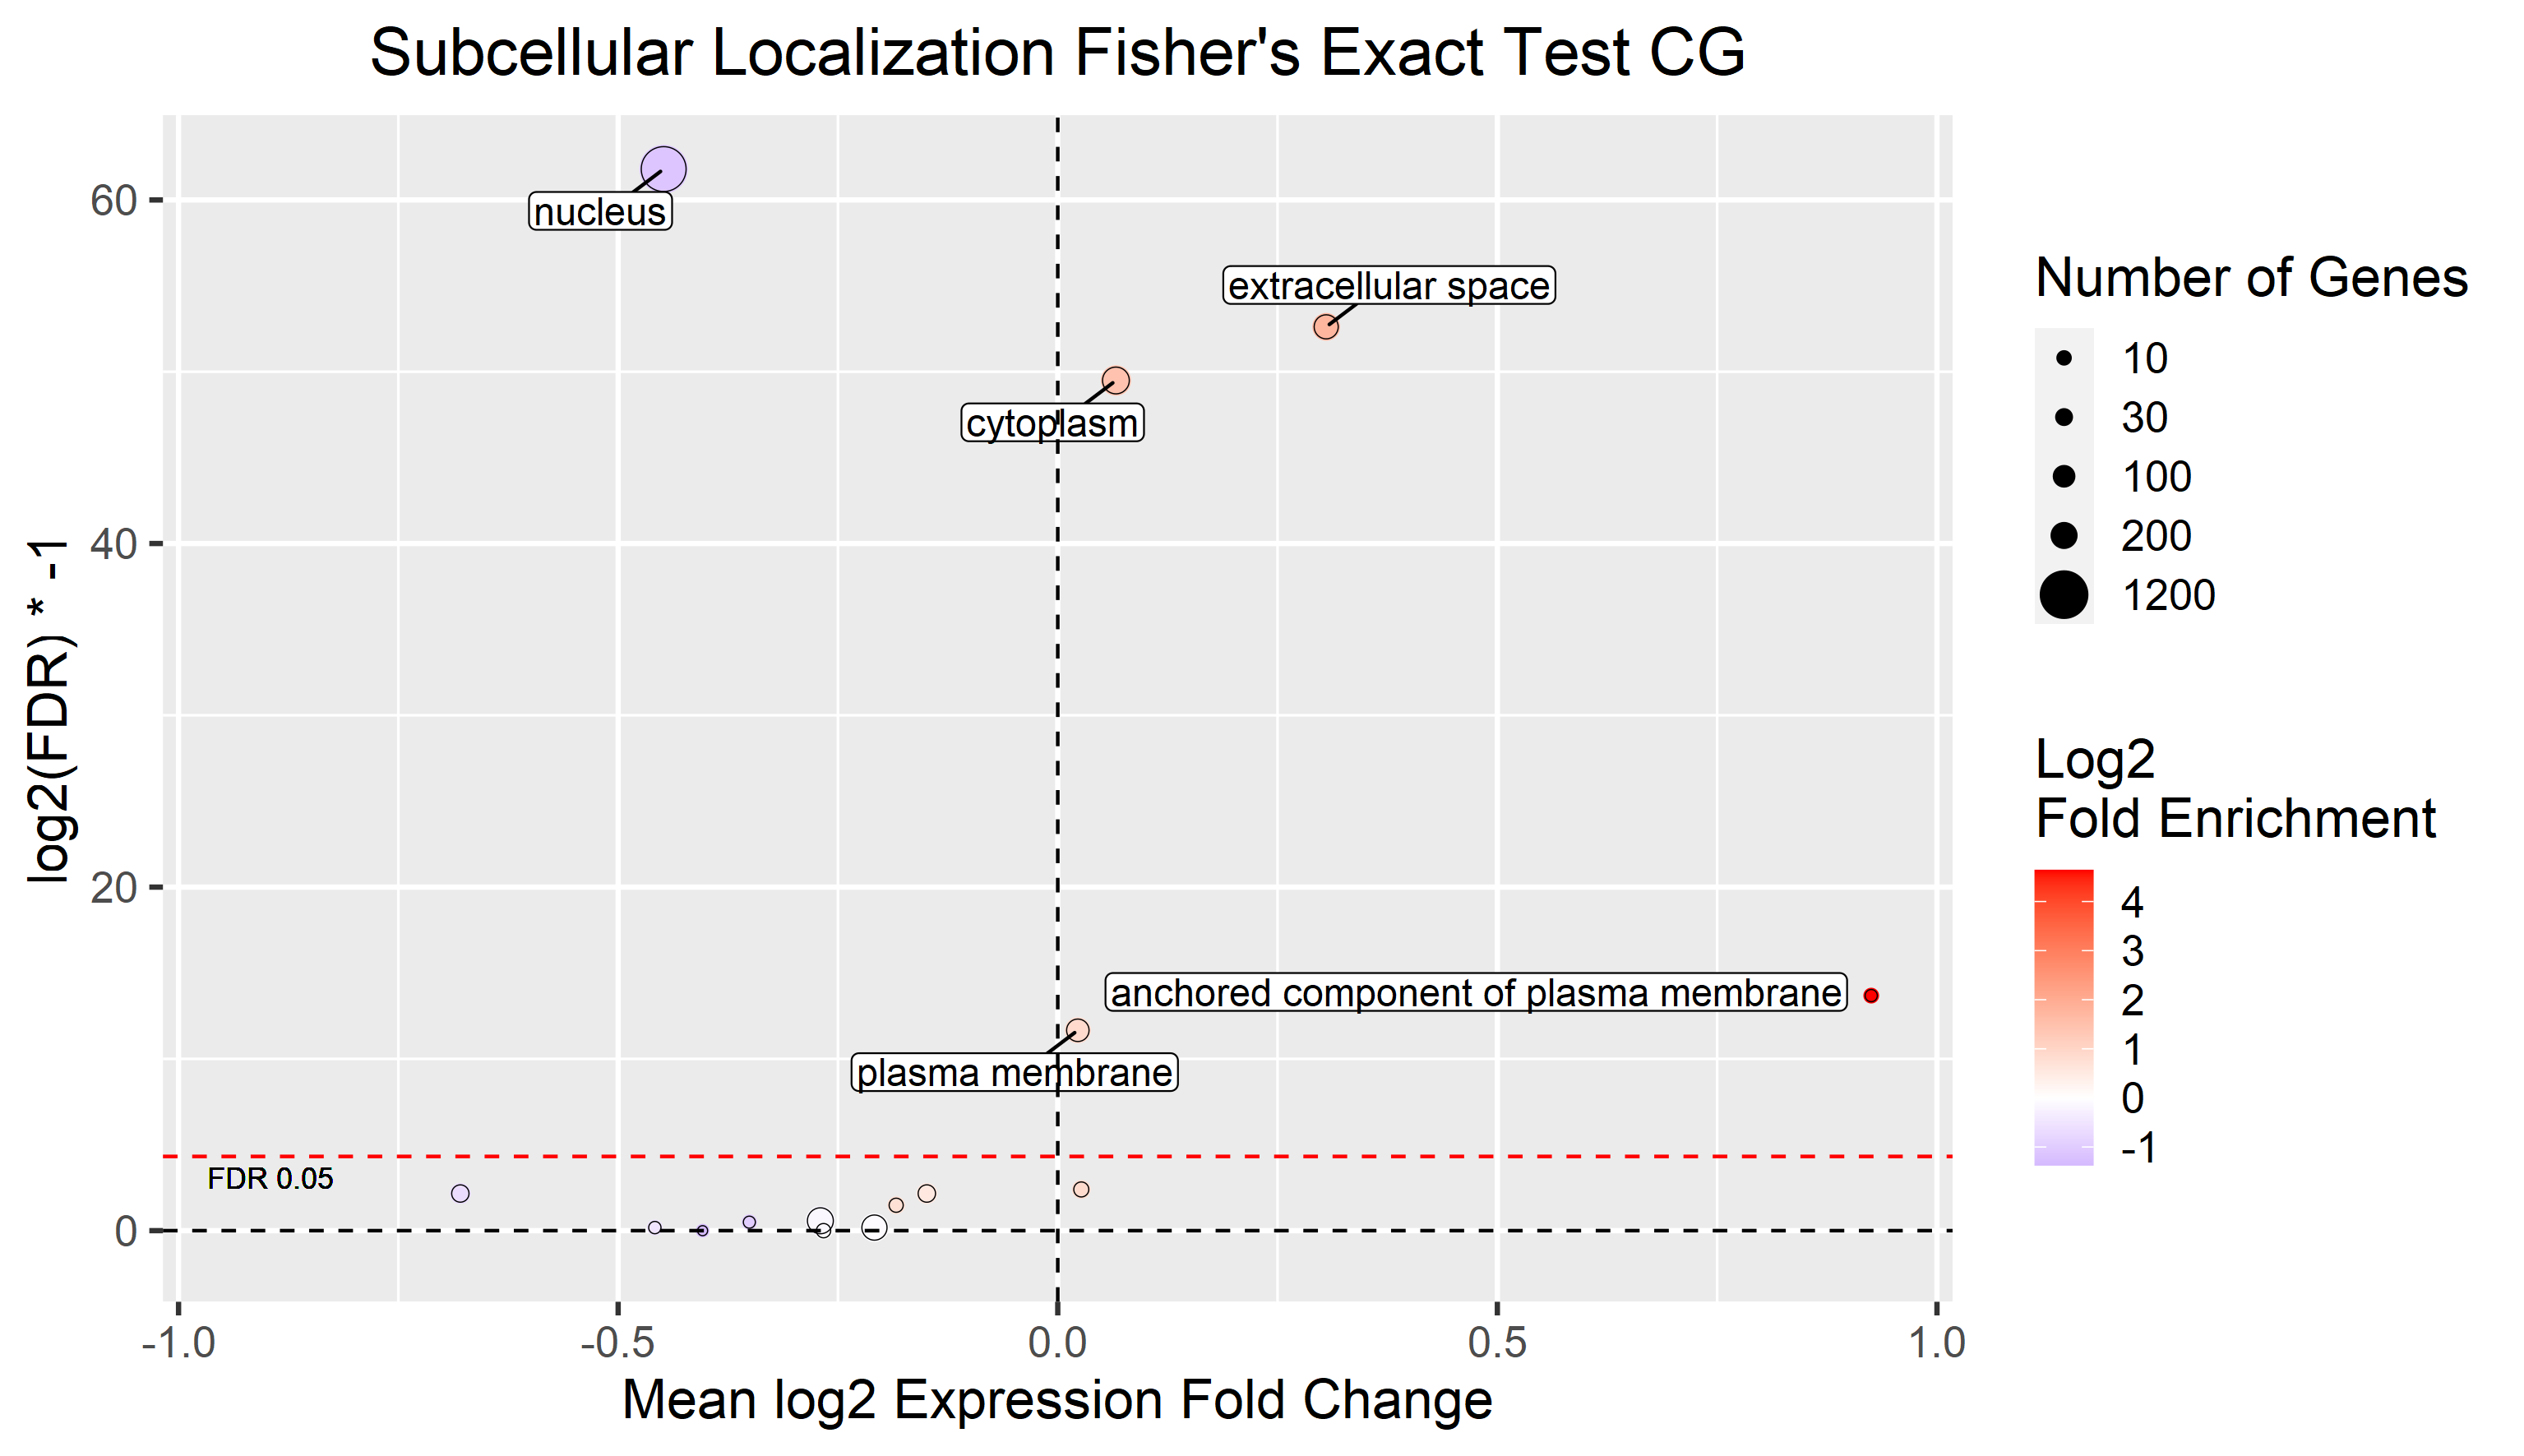 Subcellular Localization Fisher's Exact Test CG
log2(FDR) * -1
60
40
20
0
nucleus
extracellular space
cytoplasm
anchored component of plasma membrane
plasma membrane
FDR 0.05
-1.0
-0.5
0.0
0.5
1.0
Mean log2 Expression Fold Change
Number of Genes
10
30
100
200
1200
Log2
Fold Enrichment
4
3
2
1
0
-1